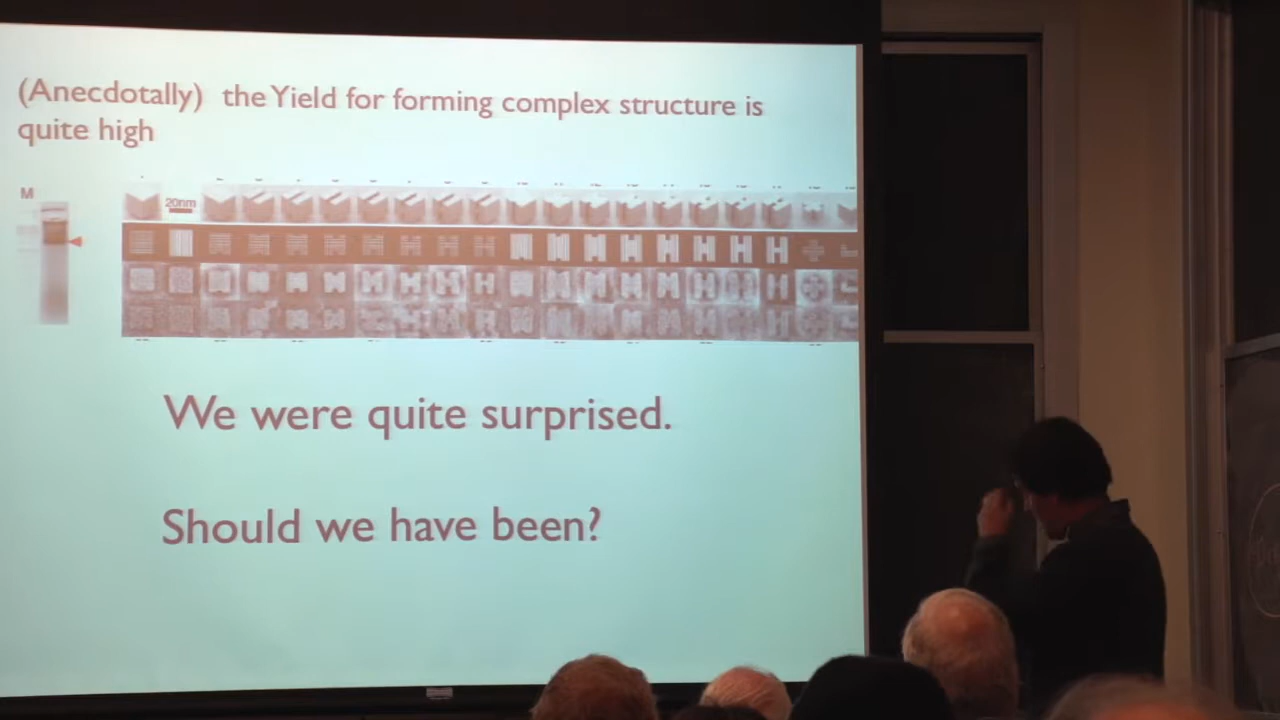 (Anecdotally) the Yield for forming complex structure is
quite high
M
20nm
We were quite surprised.
Should we have been?